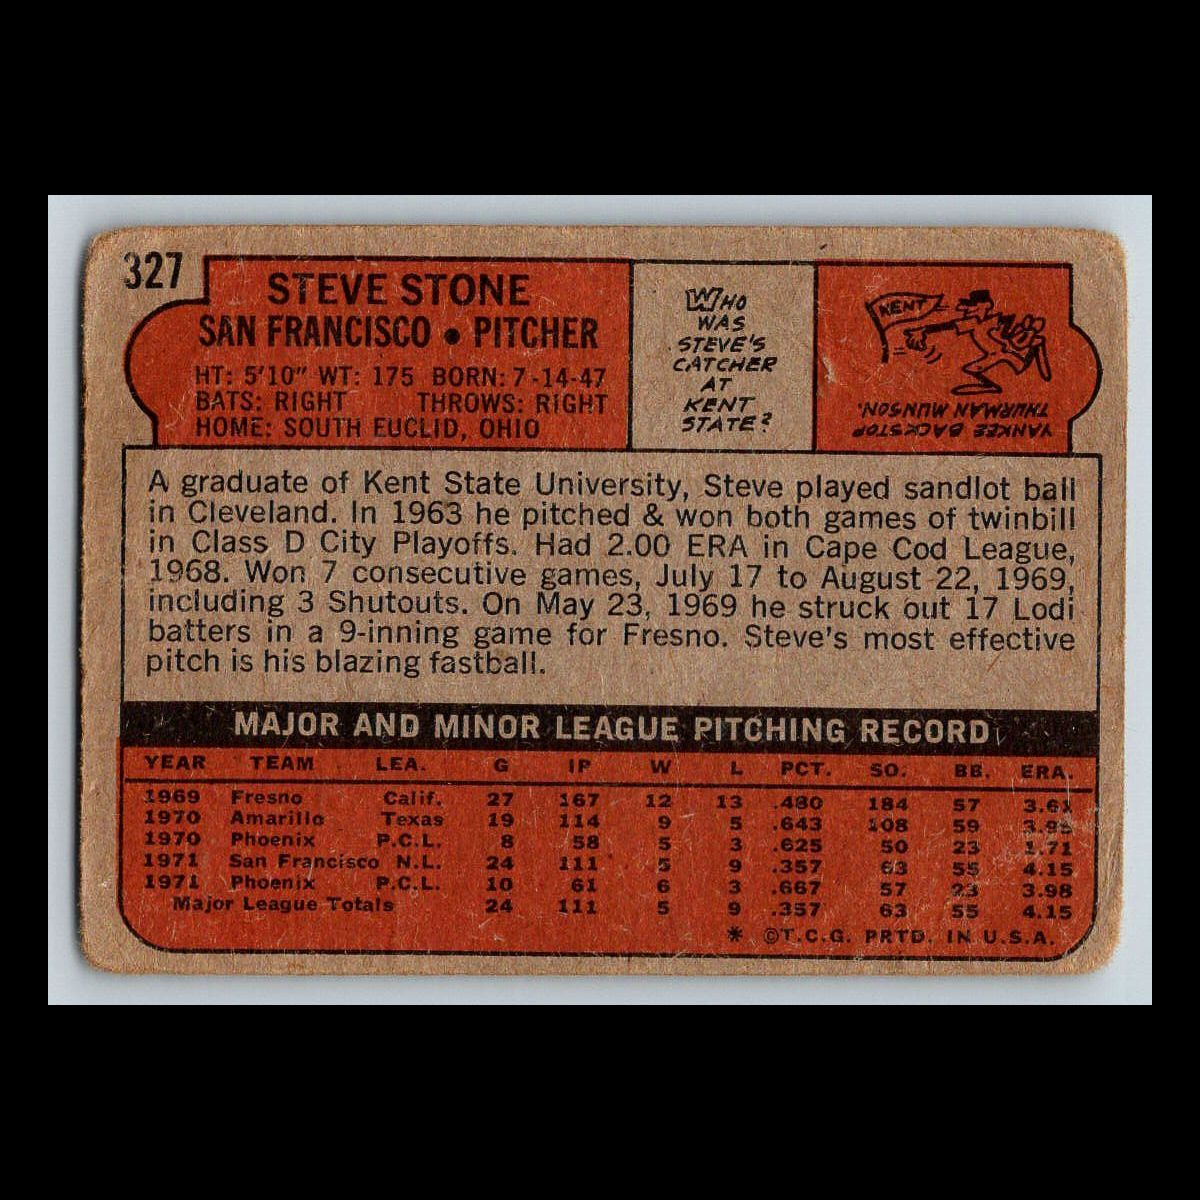 327
STEVE STONE
SAN FRANCISCO • PITCHER
HT: 5'10" WT: 175 BORN: 7-14-47
BATS: RIGHT THROWS: RIGHT
HOME: SOUTH EUCLID, OHIO
WHO
WAS
STEVE'S
CATCHER
AT
KENT
STATE?
KENT
YANKEE BACKSTOP
THURMAN MUNSON.
A graduate of Kent State University, Steve played sandlot ball
in Cleveland. In 1963 he pitched & won both games of twinbill
in Class D City Playoffs. Had 2.00 ERA in Cape Cod League,
1968. Won 7 consecutive games, July 17 to August 22, 1969,
including 3 Shutouts. On May 23, 1969 he struck out 17 Lodi
batters in a 9-inning game for Fresno. Steve's most effective
pitch is his blazing fastball.
MAJOR AND MINOR LEAGUE PITCHING RECORD
YEAR TEAM LEA. G IP W L PCT. SO. BB. ERA.
1969 Fresno Calif. 27 167 12 13 .480 184 57 3.61
1970 Amarillo Texas 19 114 9 5 .643 108 59 3.95
1970 Phoenix P.C.L. 8 58 5 3 .625 50 23 1.71
1971 San Francisco N.L. 24 111 5 9 .357 63 55 4.15
1971 Phoenix P.C.L. 10 61 6 3 .667 57 23 3.98
Major League Totals 24 111 5 9 .357 63 55 4.15
* ©T.C.G. PRTD. IN U.S.A.